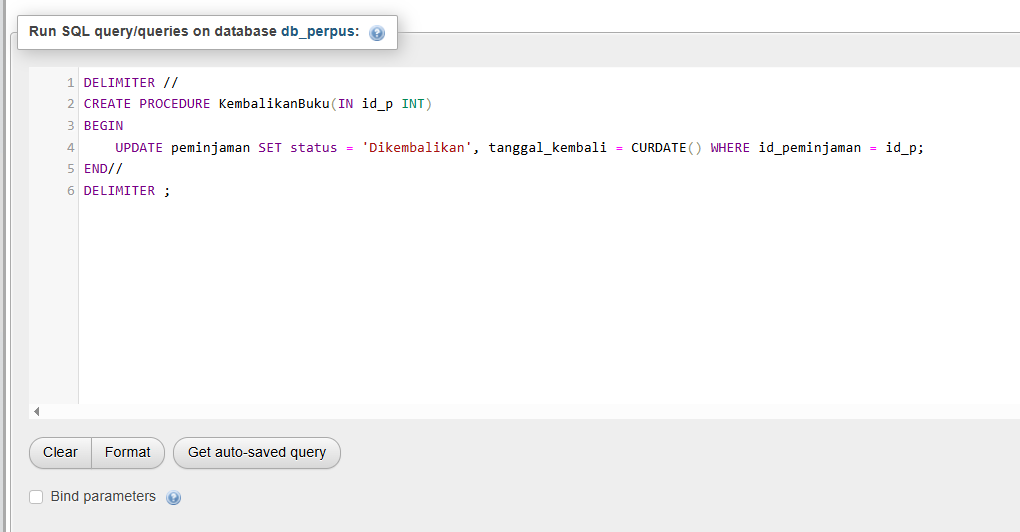 Run SQL query/queries on database db_perpus:
1 DELIMITER //
2 CREATE PROCEDURE KembalikanBuku(IN id_p INT)
3 BEGIN
4     UPDATE peminjaman SET status = 'Dikembalikan', tanggal_kembali = CURDATE() WHERE id_peminjaman = id_p;
5 END//
6 DELIMITER ;
Clear Format Get auto-saved query
Bind parameters